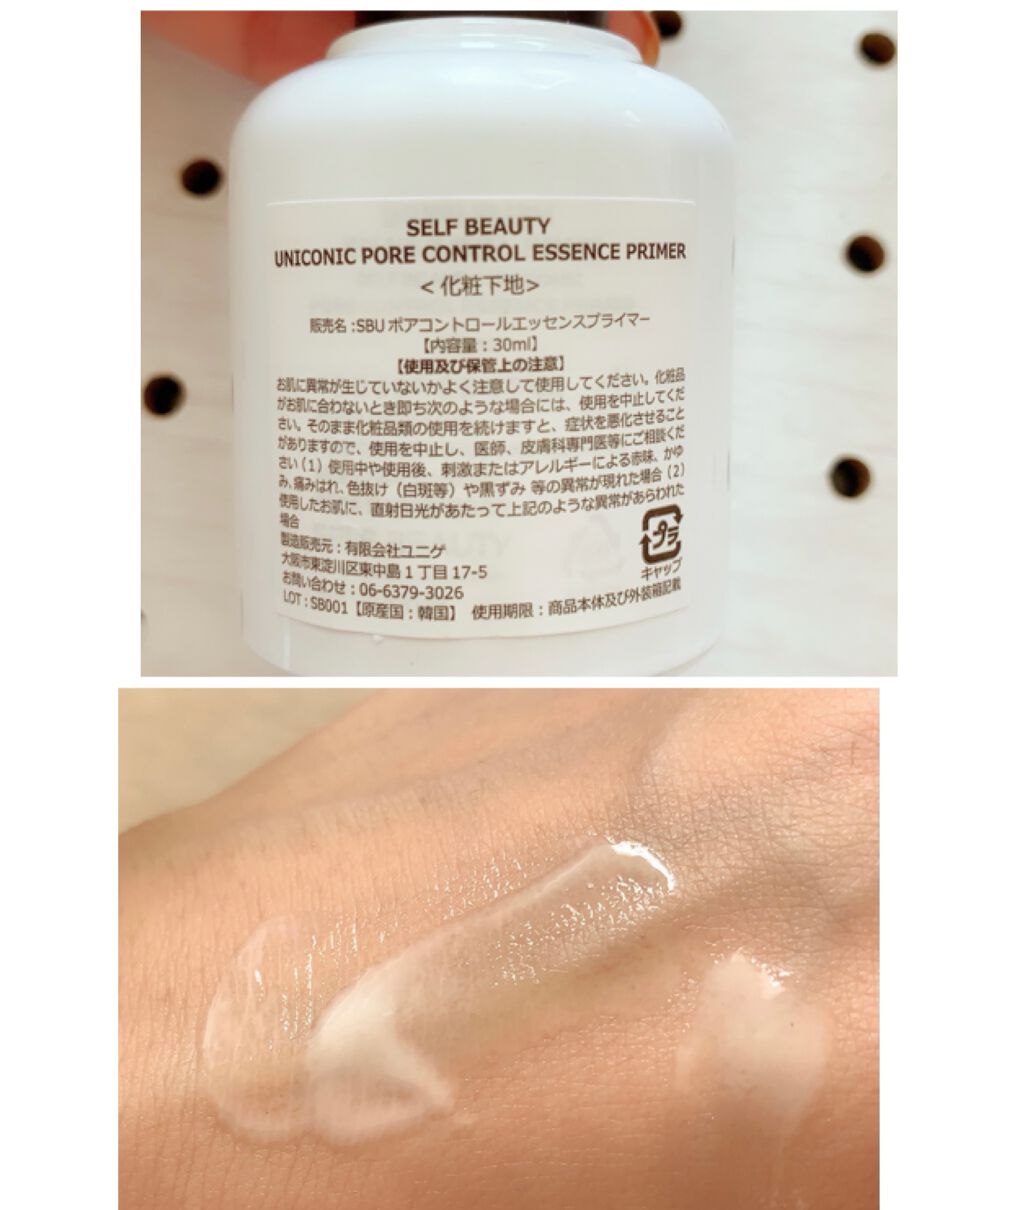 SELF BEAUTY
UNICONIC PORE CONTROL ESSENCE PRIMER
<化粧下地>
販売名:SBU ポアコントロールエッセンスプライマー
【内容量:30ml】
【使用及び保管上の注意】
お肌に異常が生じていないかよく注意して使用してください。化粧品
がお肌に合わないとき即ち次のような場合には、使用を中止してくだ
さい。そのまま化粧品類の使用を続けますと、症状を悪化させること
がありますので、使用を中止し、医師、皮膚科専門医等にご相談くだ
さい(1)使用中や使用後、刺激またはアレルギーによる赤味、かゆ
み、痛みはれ、色抜け(白斑等)や黒ずみ 等の異常が現れた場合(2)
使用したお肌に、直射日光があたって上記のような異常があらわれた
場合
製造販売元:有限会社ユニゲ
大阪市東淀川区東中島1丁目 17-5
お問い合わせ:06-6379-3026
LOT:SB001【原産国:韓国】 使用期限:商品本体及び外装箱記載
プラ
キャップ